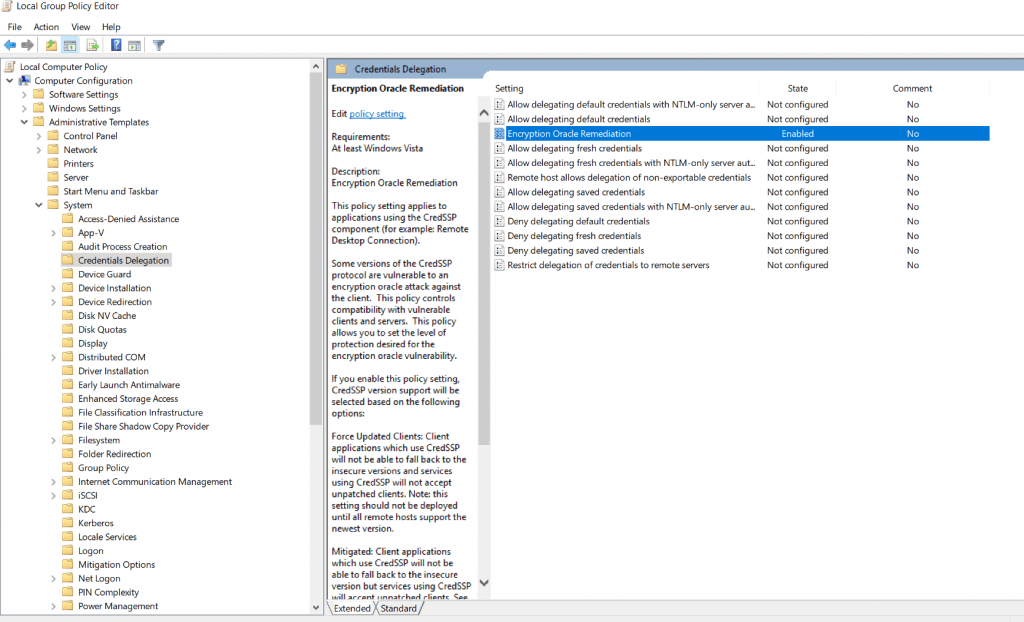 Local Group Policy Editor
File Action View Help
Local Computer Policy
Computer Configuration
Software Settings
Windows Settings
Administrative Templates
Control Panel
Network
Printers
Server
Start Menu and Taskbar
System
Access-Denied Assistance
App-V
Audit Process Creation
Credentials Delegation
Device Guard
Device Installation
Device Redirection
Disk NV Cache
Disk Quotas
Display
Distributed COM
Driver Installation
Early Launch Antimalware
Enhanced Storage Access
File Classification Infrastructure
File Share Shadow Copy Provider
Filesystem
Folder Redirection
Group Policy
Internet Communication Management
iSCSI
KDC
Kerberos
Locale Services
Logon
Mitigation Options
Net Logon
PIN Complexity
Power Management
Credentials Delegation
Encryption Oracle Remediation
Edit policy setting
Requirements:
At least Windows Vista
Description:
Encryption Oracle Remediation
This policy setting applies to
applications using the CredSSP
component (for example: Remote
Desktop Connection).
Some versions of the CredSSP
protocol are vulnerable to an
encryption oracle attack against
the client.  This policy controls
compatibility with vulnerable
clients and servers.  This policy
allows you to set the level of
protection desired for the
encryption oracle vulnerability.
If you enable this policy setting,
CredSSP version support will be
selected based on the following
options:
Force Updated Clients: Client
applications which use CredSSP
will not be able to fall back to the
insecure versions and services
using CredSSP will not accept
unpatched clients. Note: this
setting should not be deployed
until all remote hosts support the
newest version.
Mitigated: Client applications
which use CredSSP will not be
able to fall back to the insecure
version but services using CredSSP
will accept unpatched clients. See
Setting State Comment
Allow delegating default credentials with NTLM-only server a... Not configured No
Allow delegating default credentials Not configured No
Encryption Oracle Remediation Enabled No
Allow delegating fresh credentials Not configured No
Allow delegating fresh credentials with NTLM-only server aut... Not configured No
Remote host allows delegation of non-exportable credentials Not configured No
Allow delegating saved credentials Not configured No
Allow delegating saved credentials with NTLM-only server au... Not configured No
Deny delegating default credentials Not configured No
Deny delegating fresh credentials Not configured No
Deny delegating saved credentials Not configured No
Restrict delegation of credentials to remote servers Not configured No
Extended Standard